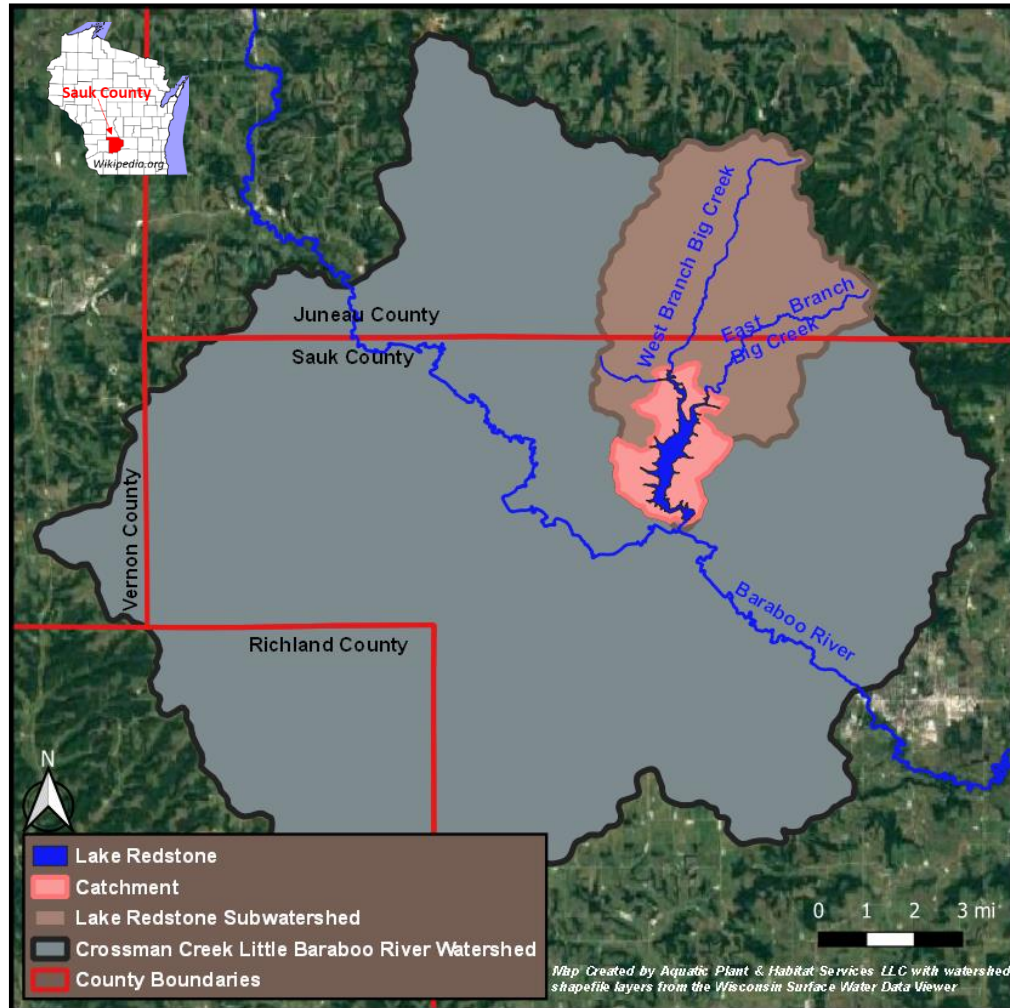 Sauk County
Wikipedia.org
West Branch Big Creek
East Branch
Big Creek
Juneau County
Sauk County
Vernon County
Baraboo River
Richland County
N
Lake Redstone
Catchment
Lake Redstone Subwatershed
Crossman Creek Little Baraboo River Watershed
County Boundaries
0 1 2 3 mi
Map Created by Aquatic Plant & Habitat Services LLC with watershed
shapefile layers from the Wisconsin Surface Water Data Viewer